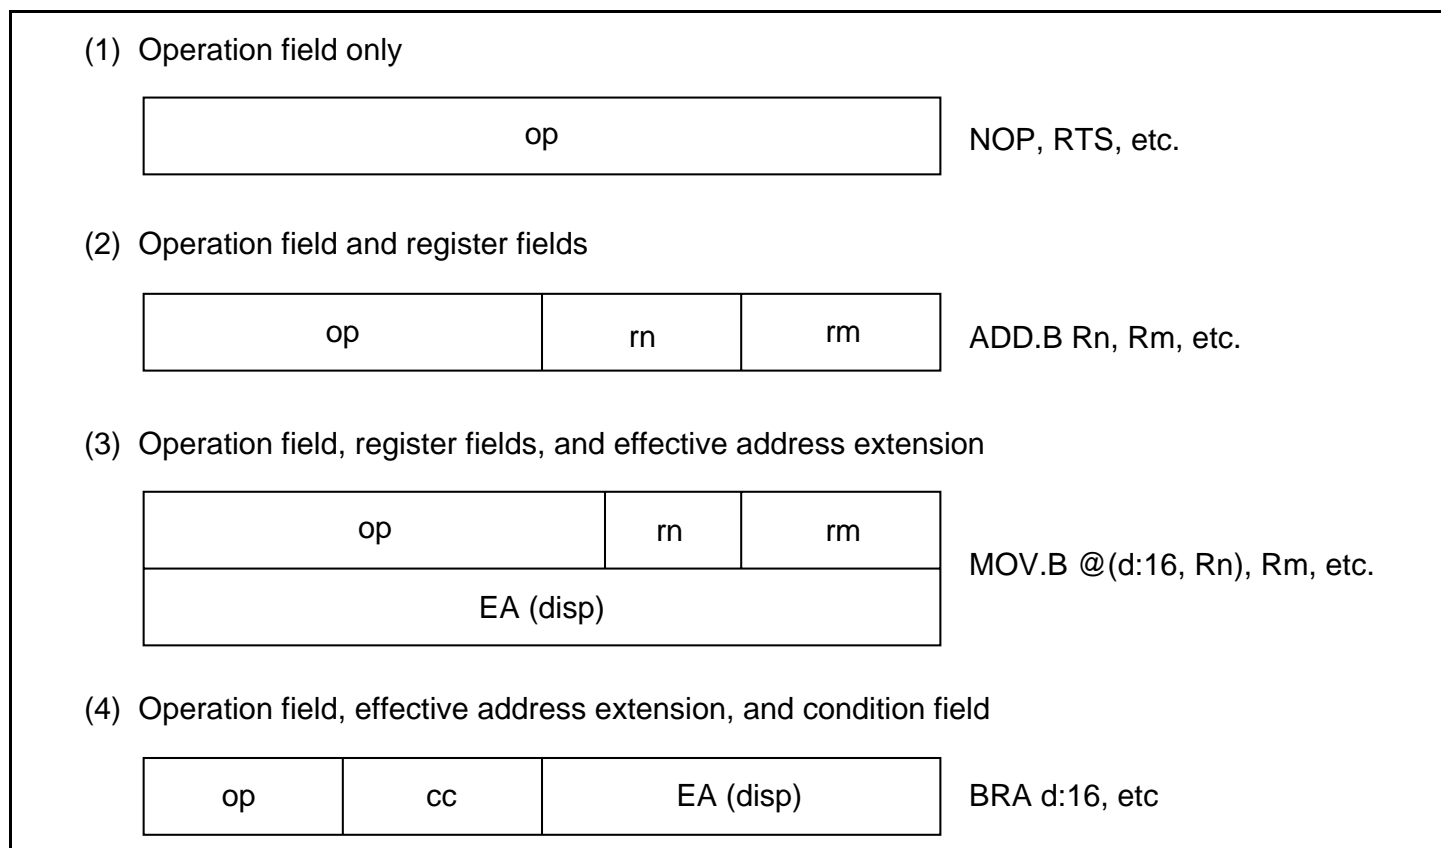 (1) Operation field only
op
NOP, RTS, etc.
(2) Operation field and register fields
op rn rm
ADD.B Rn, Rm, etc.
(3) Operation field, register fields, and effective address extension
op rn rm
MOV.B @(d:16, Rn), Rm, etc.
EA (disp)
(4) Operation field, effective address extension, and condition field
op cc EA (disp)
BRA d:16, etc